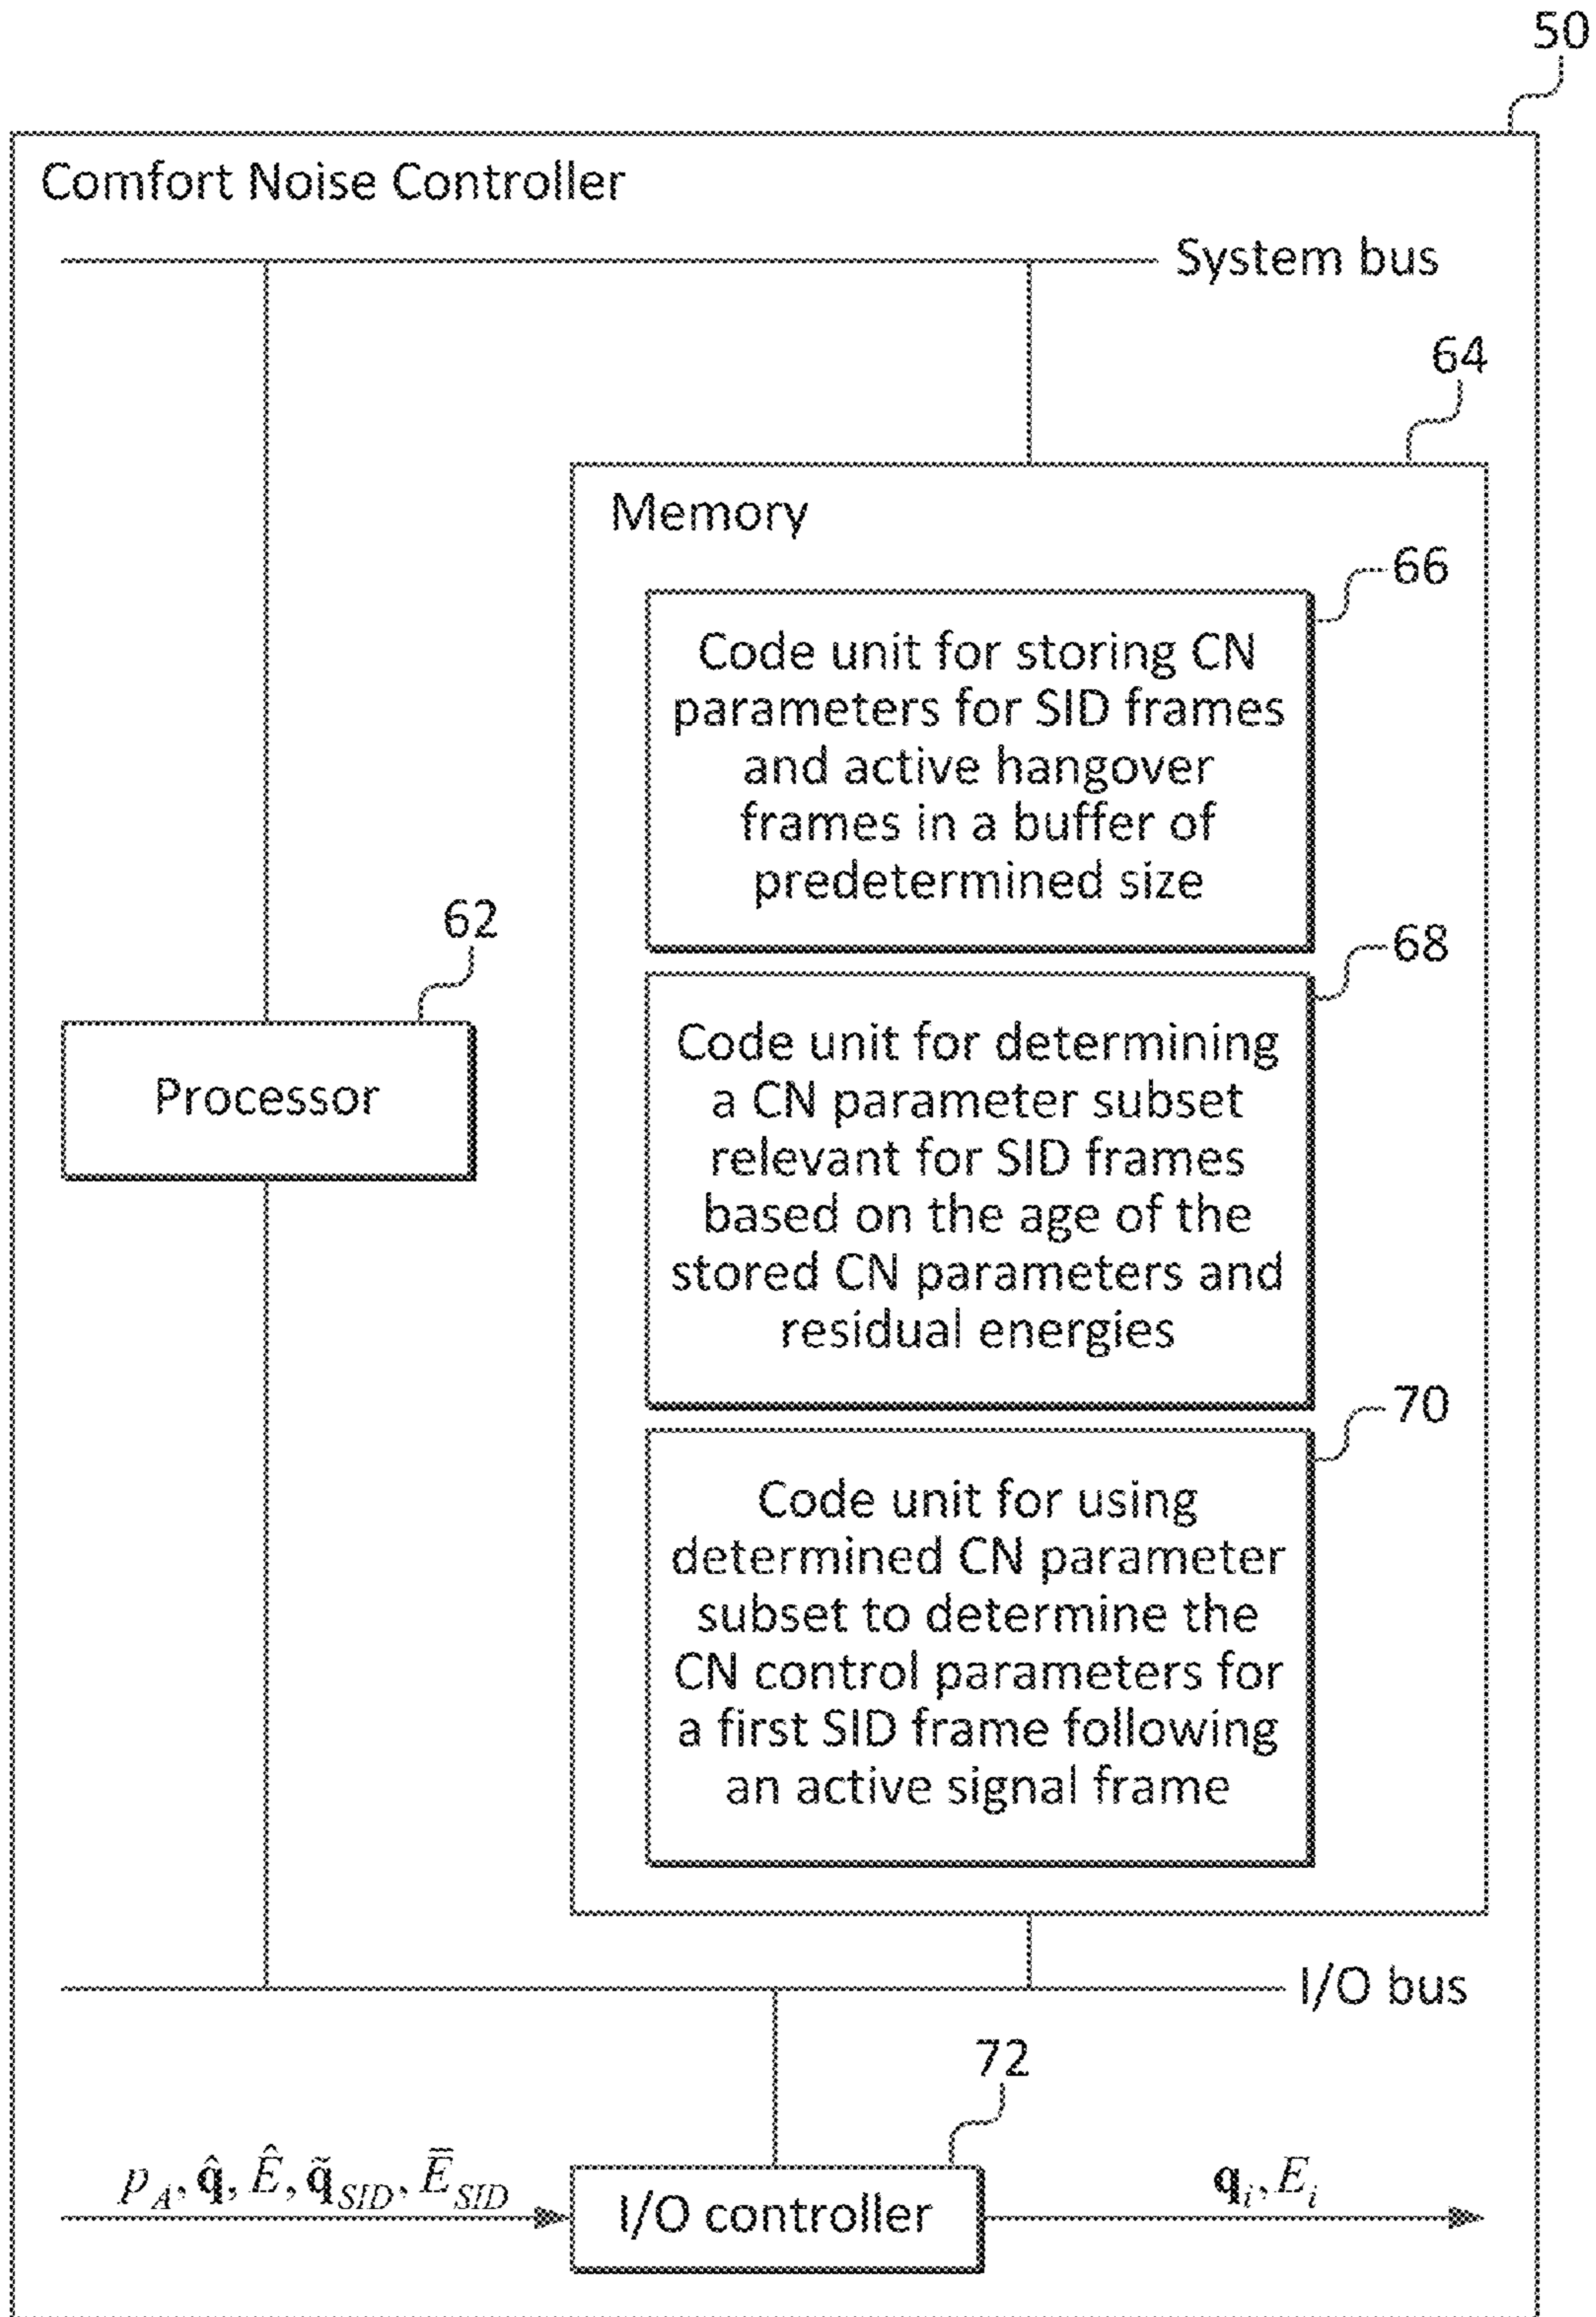 50
Comfort Noise Controller
System bus
64
Memory
66
Code unit for storing CN
parameters for SID frames
and active hangover
frames in a buffer of
predetermined size
62
68
Processor
Code unit for determining
a CN parameter subset
relevant for SID frames
based on the age of the
stored CN parameters and
residual energies
70
Code unit for using
determined CN parameter
subset to determine the
CN control parameters for
a first SID frame following
an active signal frame
I/O bus
72
p_A, q̂, Ê, q̃_SID, Ē_SID
I/O controller
q_i, E_i